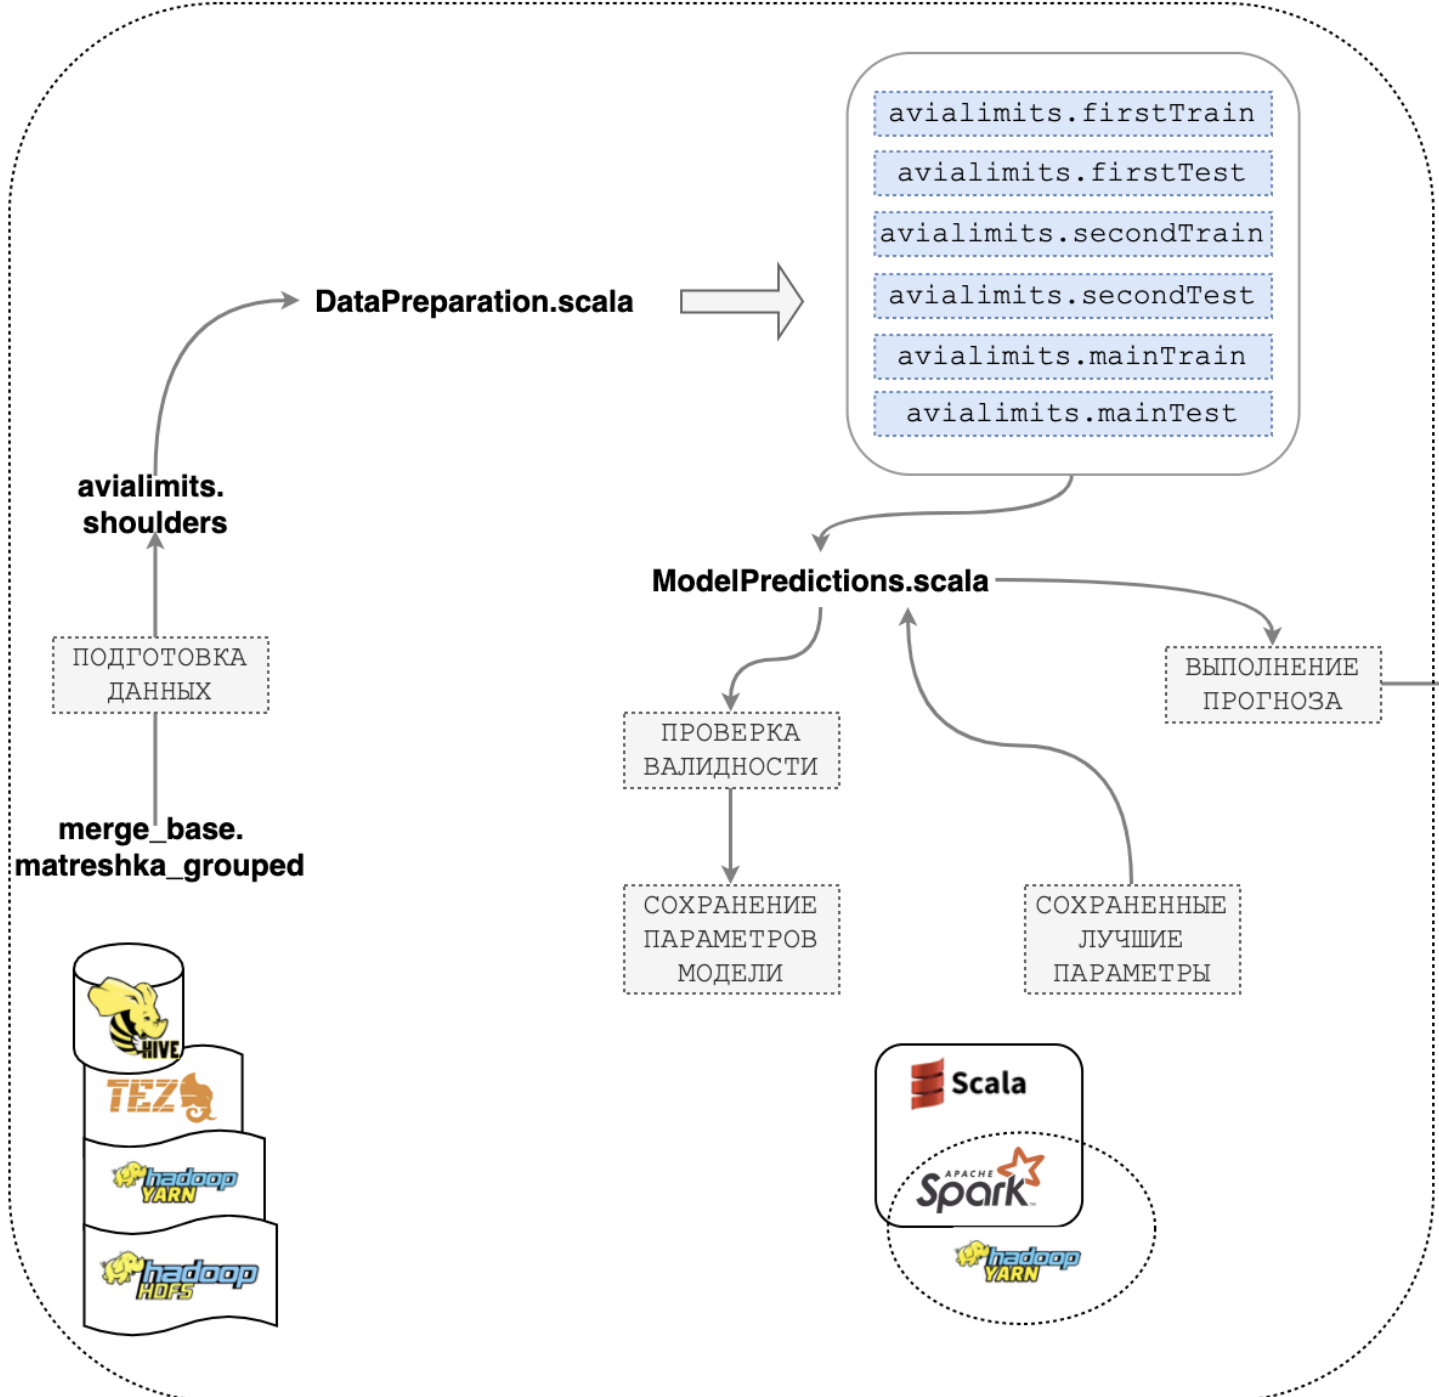 avialimits.firstTrain
avialimits.firstTest
avialimits.secondTrain
avialimits.secondTest
avialimits.mainTrain
avialimits.mainTest
DataPreparation.scala
avialimits.
shoulders
ModelPredictions.scala
ПОДГОТОВКА
ДАННЫХ
ВЫПОЛНЕНИЕ
ПРОГНОЗА
ПРОВЕРКА
ВАЛИДНОСТИ
merge_base.
matreshka_grouped
СОХРАНЕНИЕ
ПАРАМЕТРОВ
МОДЕЛИ
СОХРАНЕННЫЕ
ЛУЧШИЕ
ПАРАМЕТРЫ
HIVE
TEZ
hadoop
YARN
hadoop
HDFS
Scala
APACHE
Spark
hadoop
YARN